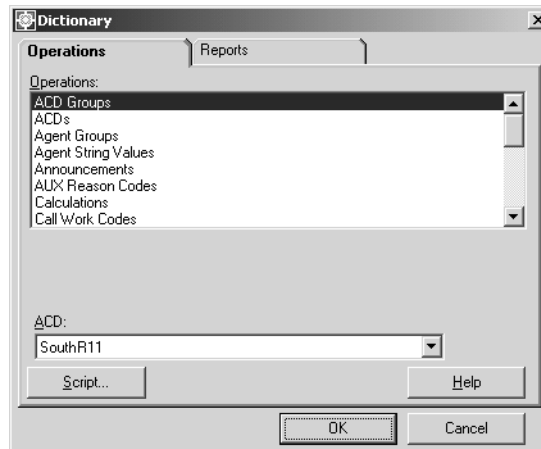 Dictionary
Operations
Reports
Operations:
ACD Groups
ACDs
Agent Groups
Agent String Values
Announcements
AUX Reason Codes
Calculations
Call Work Codes
ACD:
SouthR11
Script...
Help
OK
Cancel